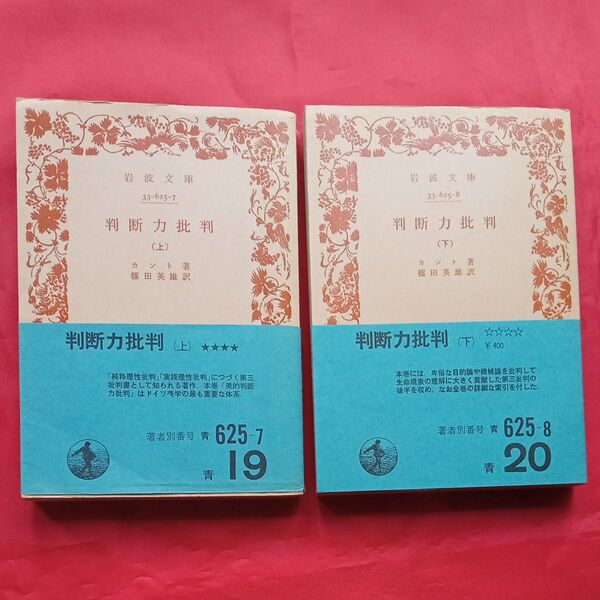 岩波文庫
33-625-7
判断力批判
(上)
カント著
篠田英雄訳
判断力批判(上)★★★★
「純粋理性批判」「実践理性批判」につづく第三
批判書として知られる著作. 本巻「美的判断
力批判」はドイツ美学の最も重要な体系.
著者別番号 青 625-7
青 19
岩波文庫
33-625-8
判断力批判
(下)
カント著
篠田英雄訳
判断力批判(下)☆☆☆☆
¥400
本巻には, 卑俗な目的論や機械論を批判して
生命現象の理解に大きく貢献した第三批判の
後半を収め, なお全巻の詳細な索引を付した.
著者別番号 青 625-8
青 20